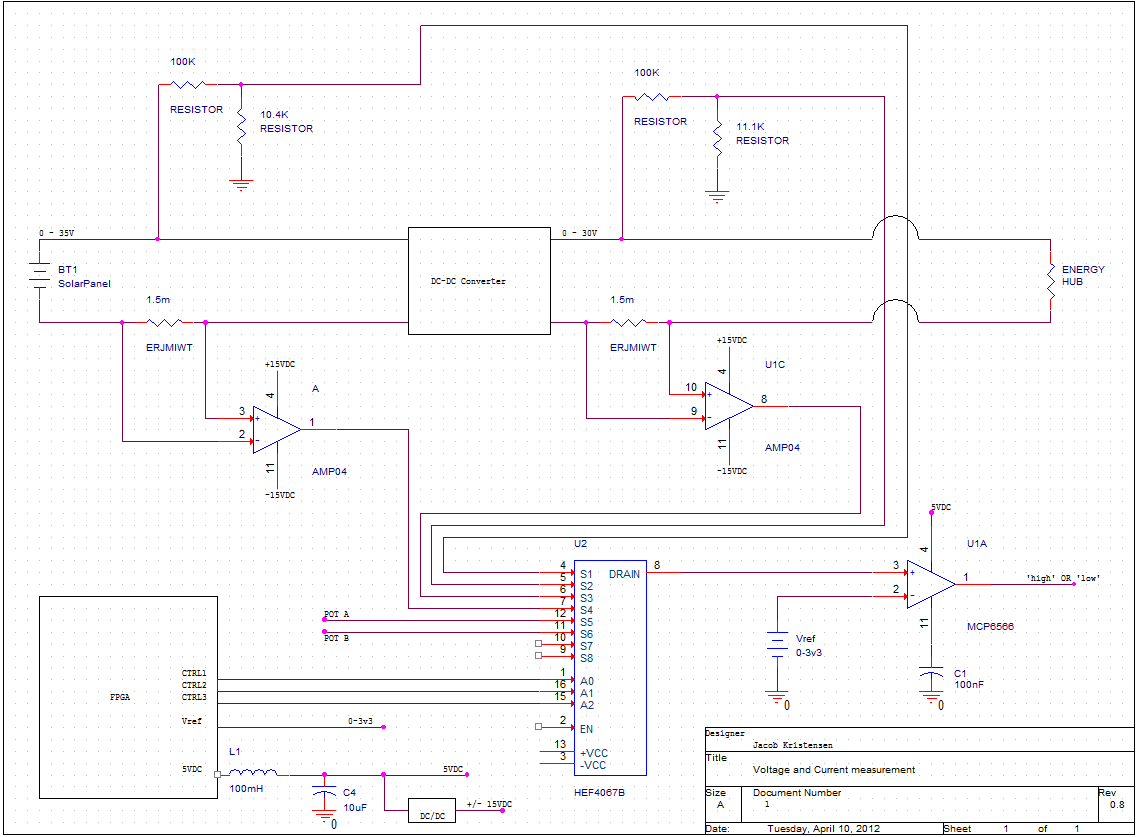 100K
RESISTOR
10.4K
RESISTOR
100K
RESISTOR
11.1K
RESISTOR
0 - 35V
0 - 30V
BT1
SolarPanel
DC-DC Converter
ENERGY
HUB
1.5m
ERJMIWT
1.5m
ERJMIWT
+15VDC
4
A
3
+
2
-
1
11
AMP04
-15VDC
+15VDC
4
U1C
10
+
9
-
8
11
AMP04
-15VDC
U2
4 S1 DRAIN 8
5 S2
6 S3
7 S4
12 S5
11 S6
10 S7
9 S8
1 A0
16 A1
15 A2
2 EN
13 +VCC
3 -VCC
HEF4067B
POT A
POT B
5VDC
4
U1A
3
+
2
-
1
'high' OR 'low'
11
MCP6566
Vref
0-3v3
0
C1
100nF
0
FPGA
CTRL1
CTRL2
CTRL3
Vref
0-3v3
5VDC
L1
100mH
5VDC
C4
10uF
0
DC/DC
+/- 15VDC
Designer
Jacob Kristensen
Title
Voltage and Current measurement
Size Document Number Rev
A 1 0.8
Date: Tuesday, April 10, 2012 Sheet 1 of 1